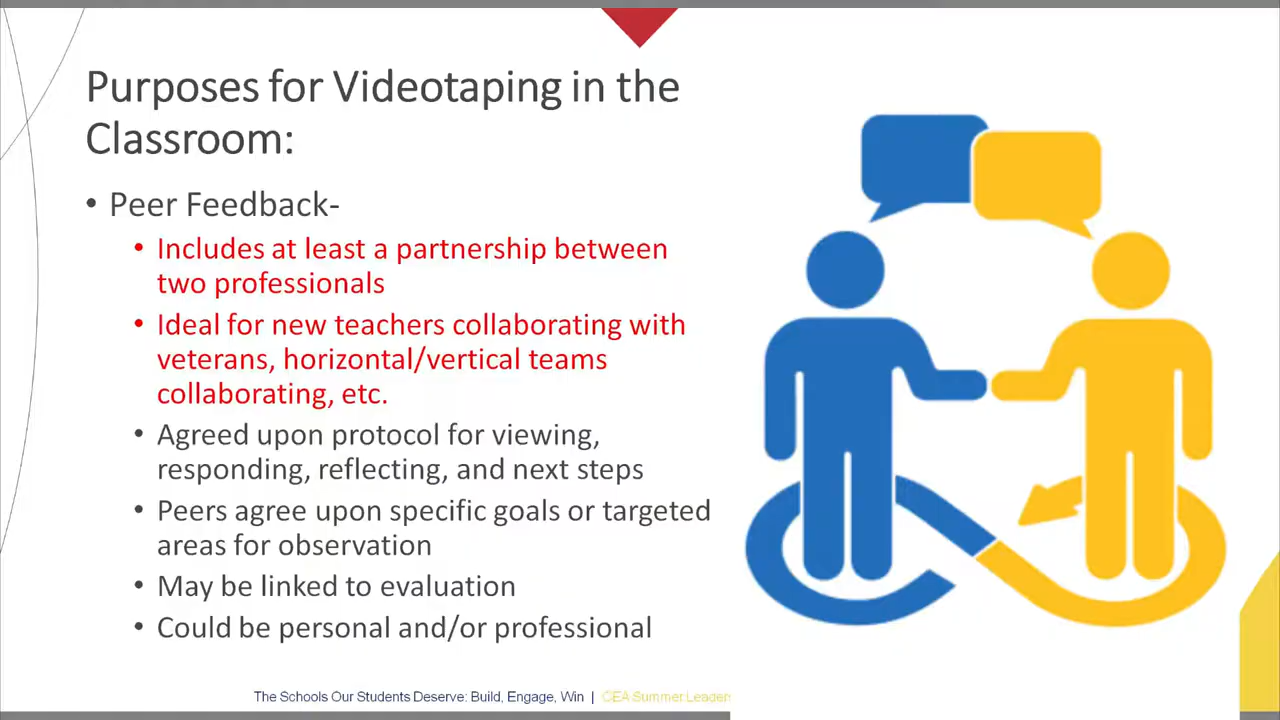 Purposes for Videotaping in the
Classroom:
• Peer Feedback-
• Includes at least a partnership between
two professionals
• Ideal for new teachers collaborating with
veterans, horizontal/vertical teams
collaborating, etc.
• Agreed upon protocol for viewing,
responding, reflecting, and next steps
• Peers agree upon specific goals or targeted
areas for observation
• May be linked to evaluation
• Could be personal and/or professional
The Schools Our Students Deserve: Build, Engage, Win | CEA Summer Leaders